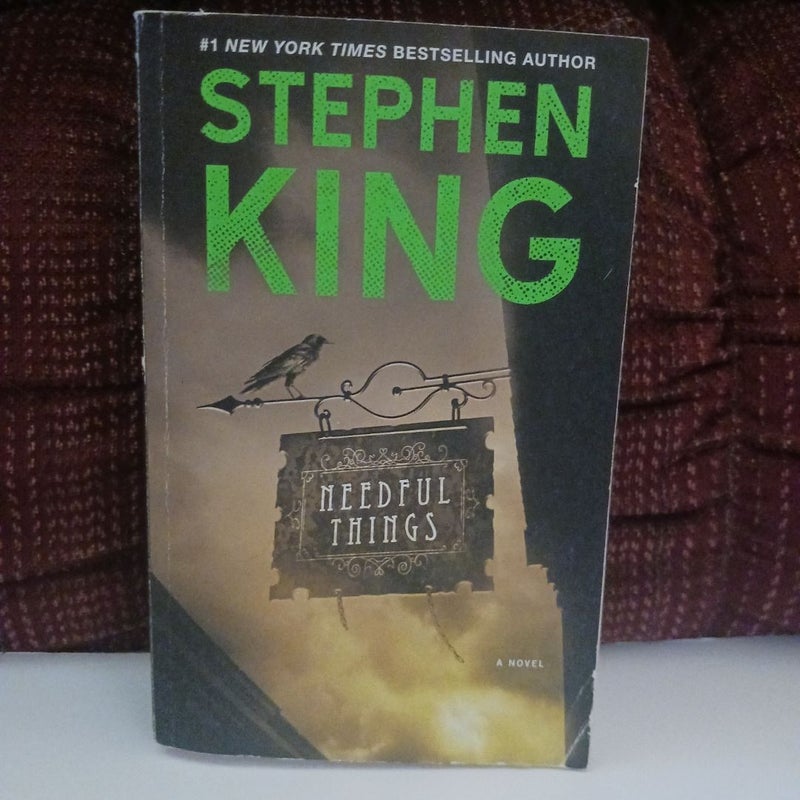 #1 NEW YORK TIMES BESTSELLING AUTHOR
STEPHEN
KING
NEEDFUL
THINGS
A NOVEL